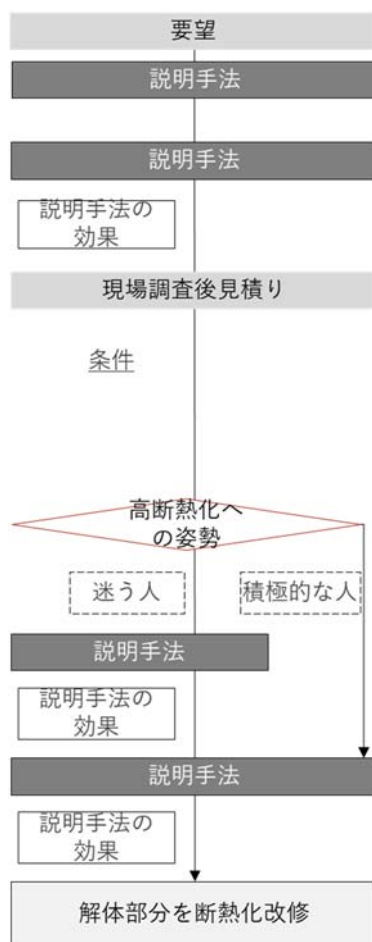 要望
説明手法
説明手法
説明手法の
効果
現場調査後見積り
条件
高断熱化へ
の姿勢
迷う人
積極的な人
説明手法
説明手法の
効果
説明手法
説明手法の
効果
解体部分を断熱化改修